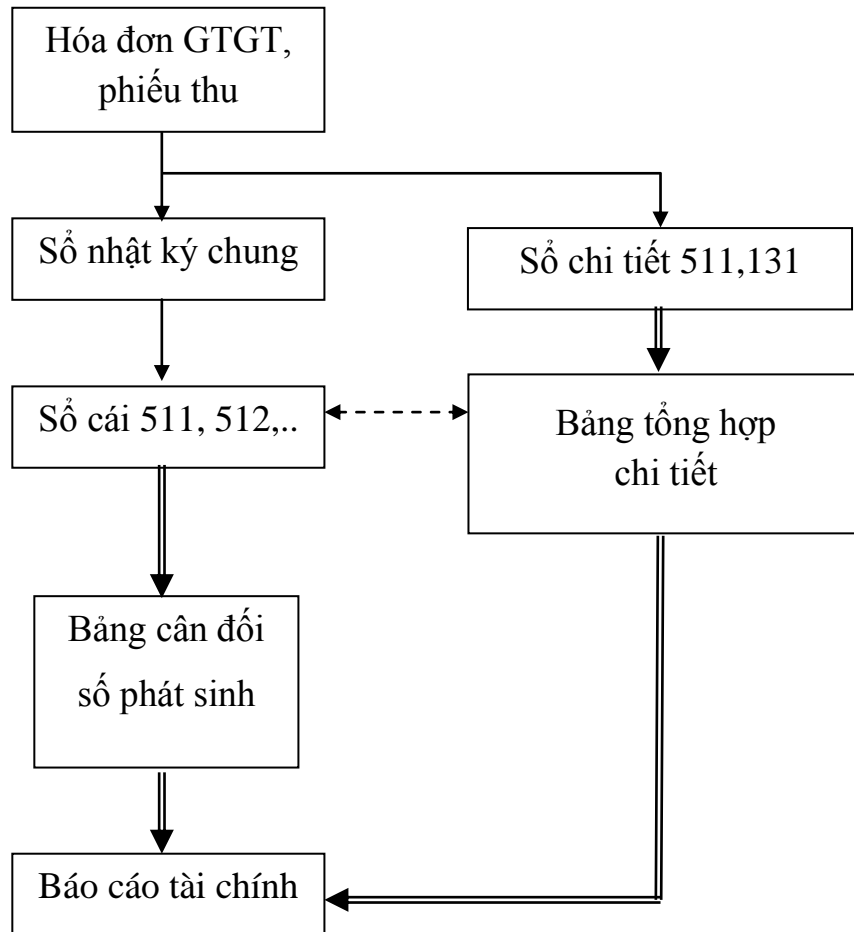 Hóa đơn GTGT,
phiếu thu
Sổ nhật ký chung
Sổ chi tiết 511,131
Sổ cái 511, 512,..
Bảng tổng hợp
chi tiết
Bảng cân đối
số phát sinh
Báo cáo tài chính